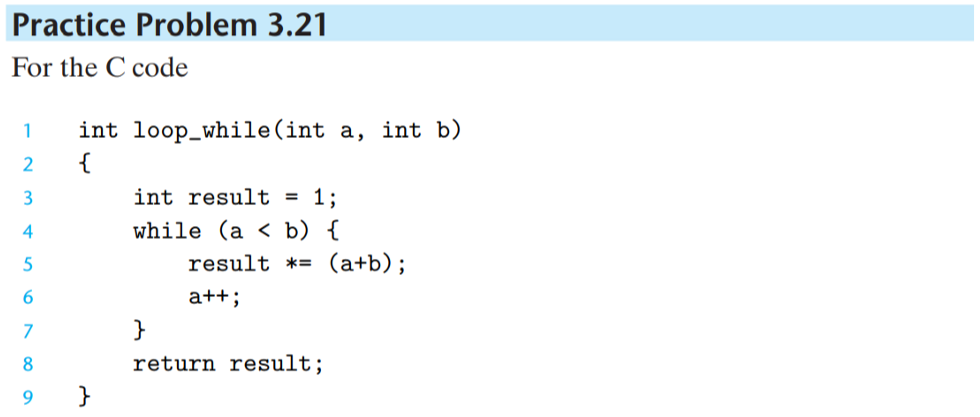 Practice Problem 3.21
For the C code
1 int loop_while(int a, int b)
2 {
3 int result = 1;
4 while (a < b) {
5 result *= (a+b);
6 a++;
7 }
8 return result;
9 }